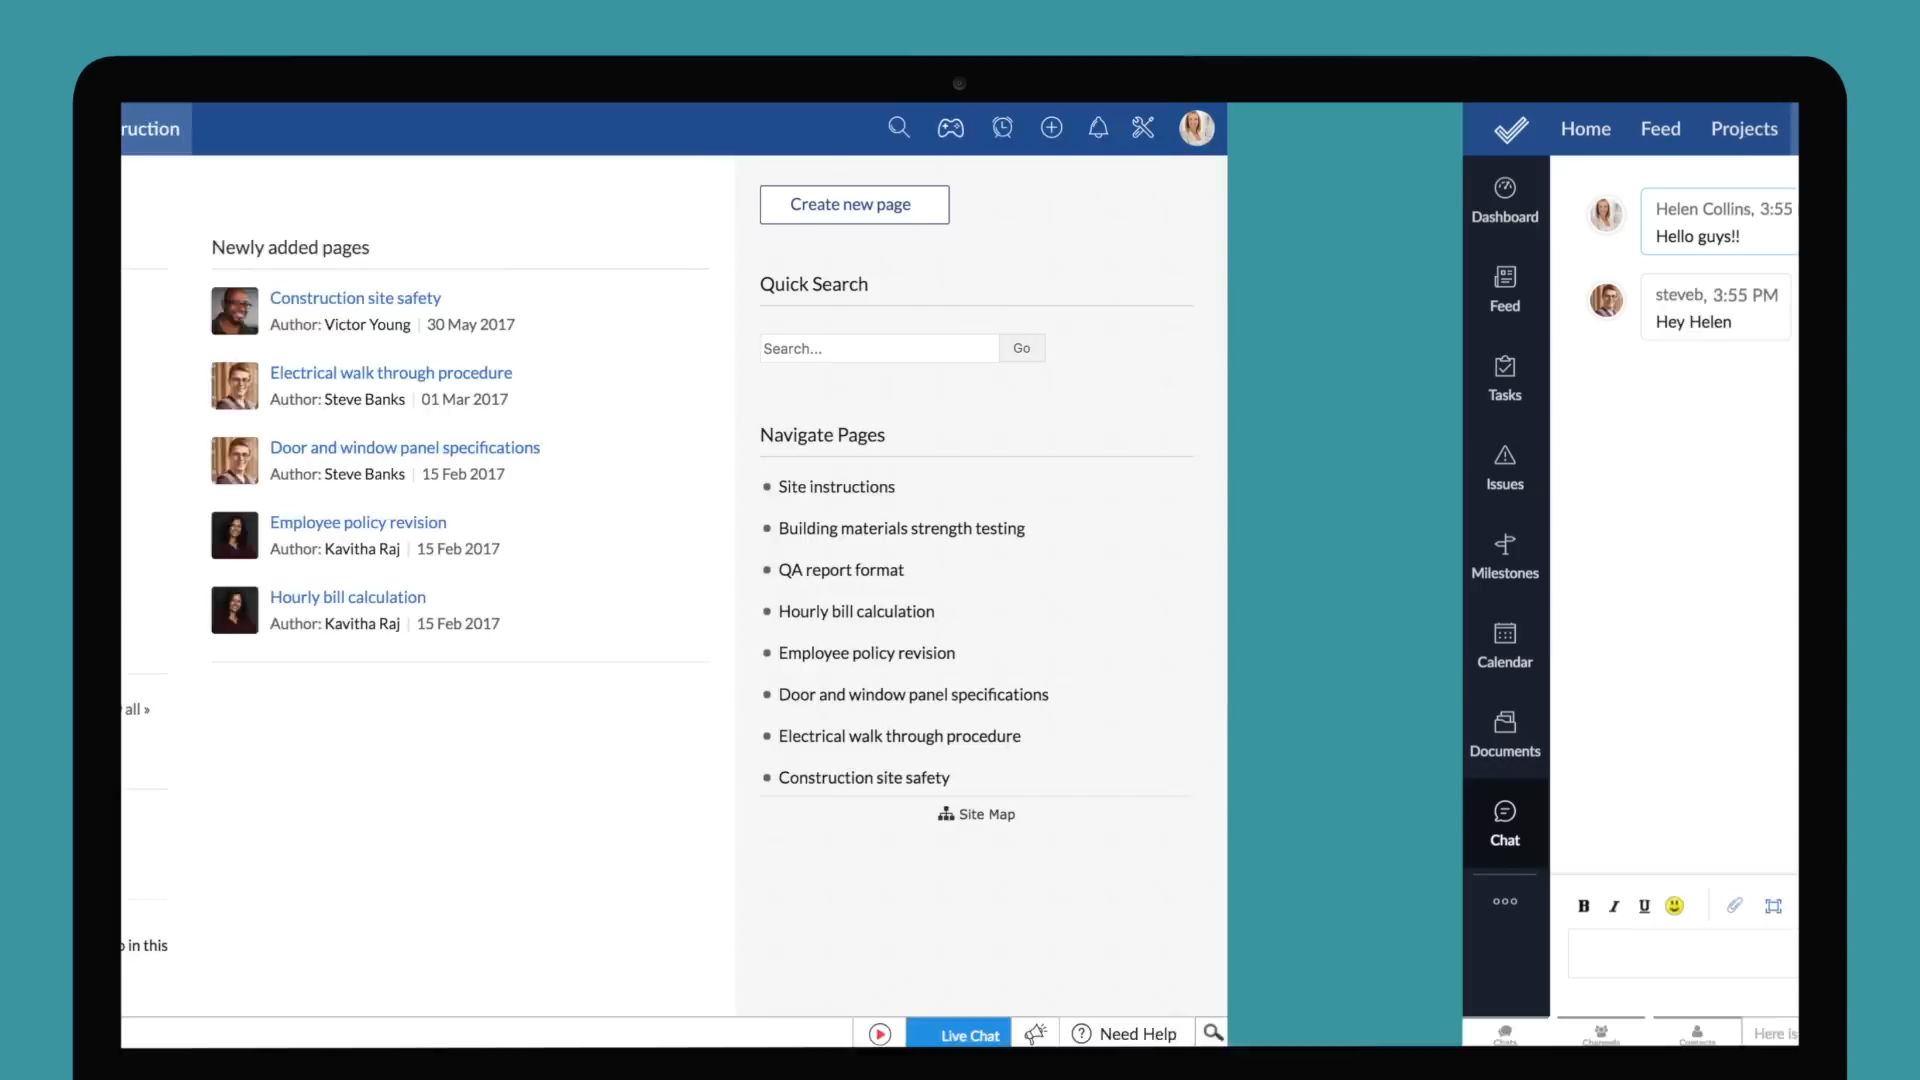 ruction
Newly added pages
Construction site safety
Author: Victor Young | 30 May 2017
Electrical walk through procedure
Author: Steve Banks | 01 Mar 2017
Door and window panel specifications
Author: Steve Banks | 15 Feb 2017
Employee policy revision
Author: Kavitha Raj | 15 Feb 2017
Hourly bill calculation
Author: Kavitha Raj | 15 Feb 2017
all »
in this
Create new page
Quick Search
Search...
Go
Navigate Pages
Site instructions
Building materials strength testing
QA report format
Hourly bill calculation
Employee policy revision
Door and window panel specifications
Electrical walk through procedure
Construction site safety
Site Map
Live Chat
Need Help
Home Feed Projects
Dashboard
Feed
Tasks
Issues
Milestones
Calendar
Documents
Chat
Helen Collins, 3:55
Hello guys!!
steveb, 3:55 PM
Hey Helen
B I U
Chats
Channels
Contacts
Here is